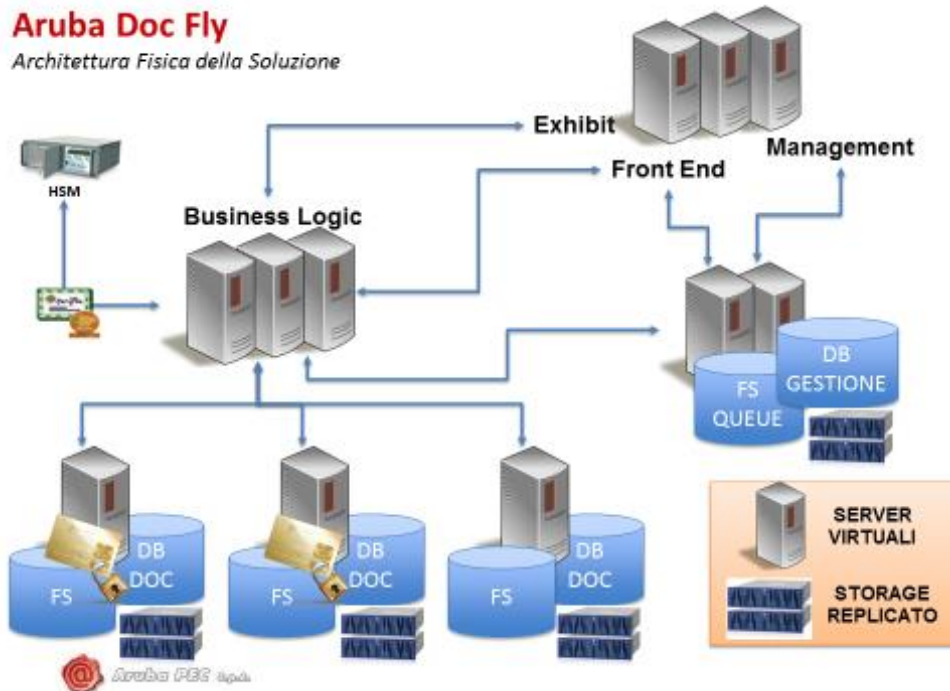 Aruba Doc Fly
Architettura Fisica della Soluzione
HSM
Exhibit
Front End
Management
Business Logic
DB
GESTIONE
FS
QUEUE
DB
DOC
FS
DB
DOC
FS
DB
DOC
FS
SERVER
VIRTUALI
STORAGE
REPLICATO
Aruba PEC S.p.A.